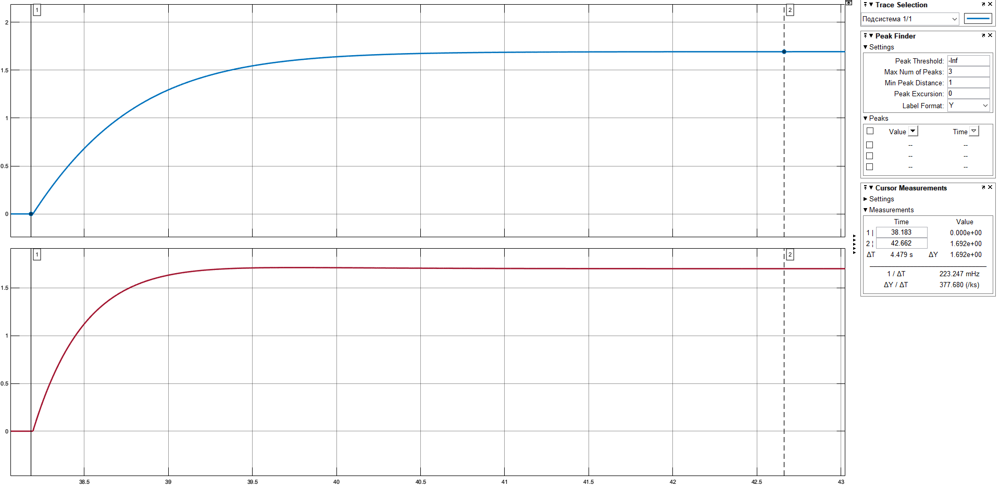 1
2
2
1.5
1
0.5
0
1
2
1.5
1
0.5
0
38.5 39 39.5 40 40.5 41 41.5 42 42.5 43
Trace Selection
Подсистема 1/1
Peak Finder
Settings
Peak Threshold: -Inf
Max Num of Peaks: 3
Min Peak Distance: 1
Peak Excursion: 0
Label Format: Y
Peaks
Value Time
-- --
-- --
-- --
Cursor Measurements
Settings
Measurements
Time Value
1 | 38.183 0.000e+00
2 ¦ 42.662 1.692e+00
ΔT 4.479 s ΔY 1.692e+00
1 / ΔT 223.247 mHz
ΔY / ΔT 377.680 (/ks)